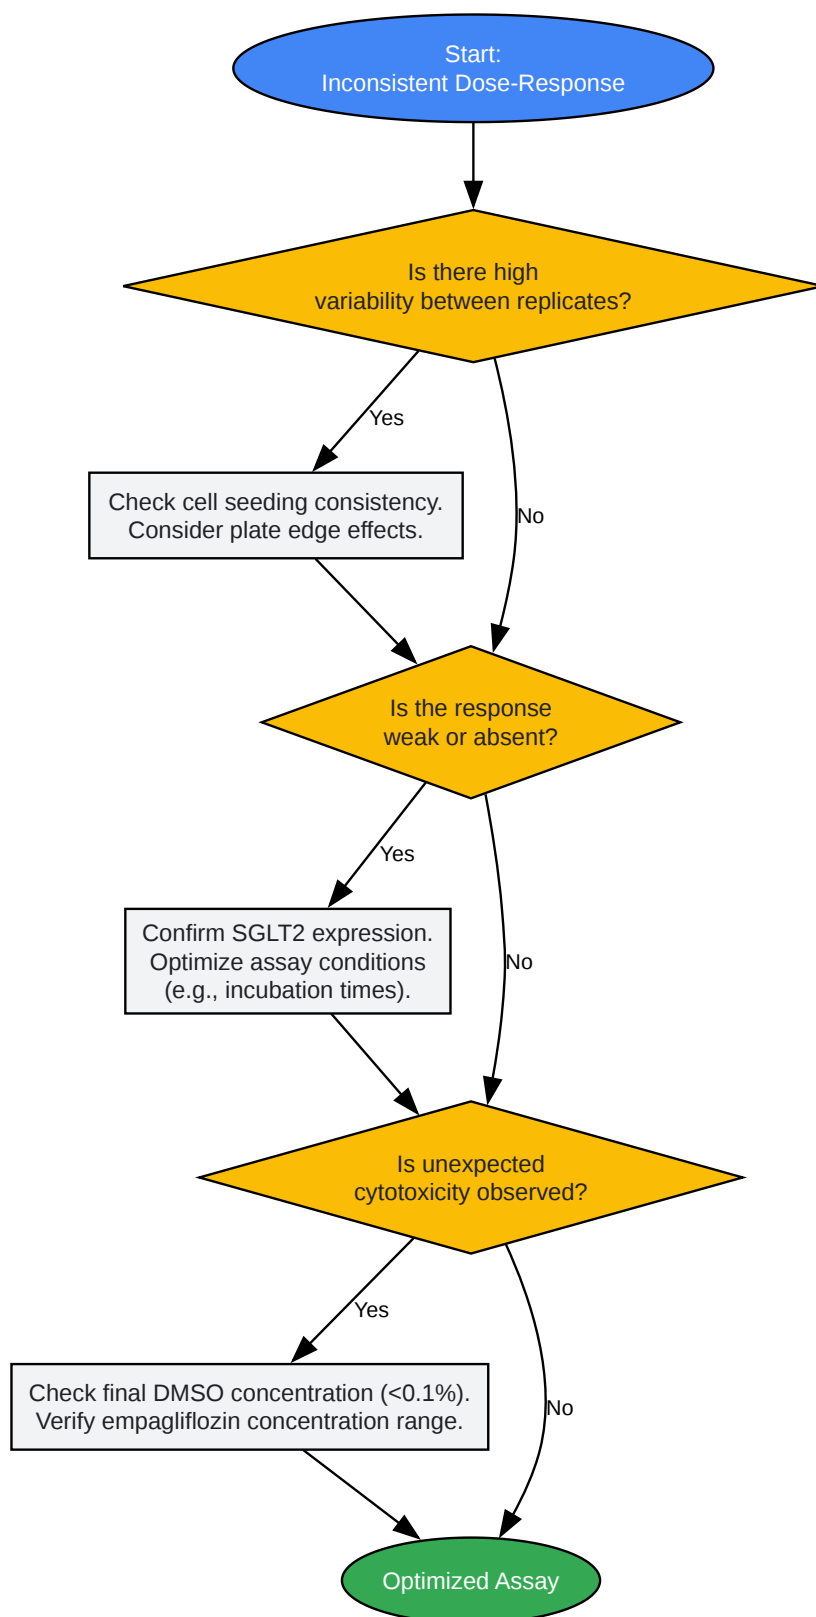 Start:
Inconsistent Dose-Response
Is there high
variability between replicates?
Yes
Check cell seeding consistency.
Consider plate edge effects.
No
Is the response
weak or absent?
Yes
Confirm SGLT2 expression.
Optimize assay conditions
(e.g., incubation times).
No
Is unexpected
cytotoxicity observed?
Yes
Check final DMSO concentration (<0.1%).
Verify empagliflozin concentration range.
No
Optimized Assay